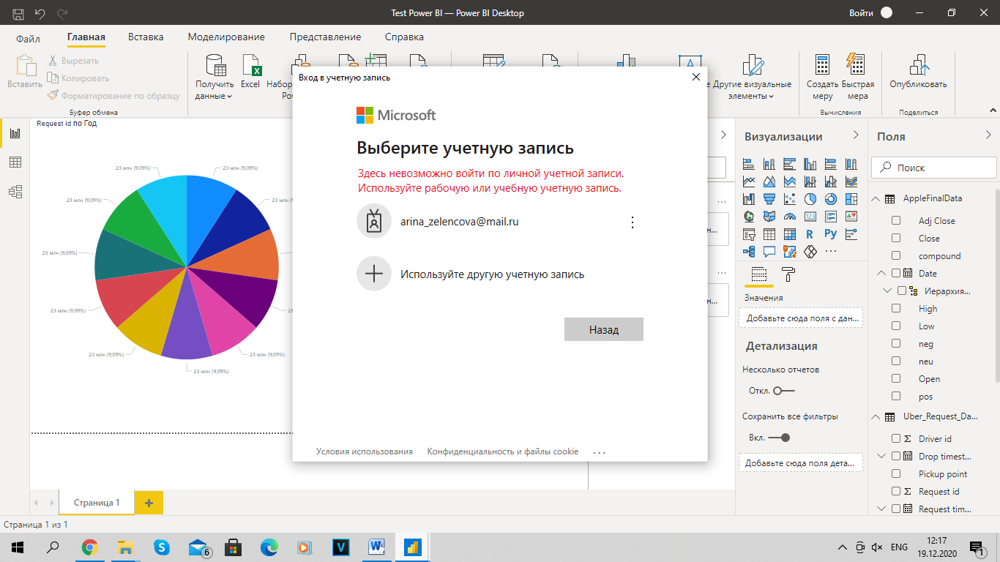 Test Power BI — Power BI Desktop
Войти
Файл
Главная
Вставка
Моделирование
Представление
Справка
Вставить
Вырезать
Копировать
Форматирование по образцу
Буфер обмена
Получить
данные
Excel
Другие визуальные
элементы
Создать
меру
Быстрая
мера
Вычисления
Опубликовать
Поделиться
Request id по Год
23 млн (9,09%)
23 млн (9,09%)
23 млн (9,09%)
23 млн (9,09%)
23 млн (9,09%)
23 млн (9,09%)
23 млн (9,09%)
23 млн (9,09%)
23 млн (9,09%)
Вход в учетную запись
Microsoft
Выберите учетную запись
Здесь невозможно войти по личной учетной записи.
Используйте рабочую или учебную учетную запись.
arina_zelencova@mail.ru
Используйте другую учетную запись
Назад
Условия использования
Конфиденциальность и файлы cookie
...
Визуализации
R
Py
...
Значения
Добавьте сюда поля с дан...
Детализация
Несколько отчетов
Откл.
Сохранить все фильтры
Вкл.
Добавьте сюда поля дета...
Поля
Поиск
AppleFinalData
Adj Close
Close
compound
Date
Иерархия...
High
Low
neg
neu
Open
pos
Uber_Request_Da...
Driver id
Drop timest...
Pickup point
Request id
Request tim...
Страница 1
Страница 1 из 1
6
ENG
12:17
19.12.2020
1